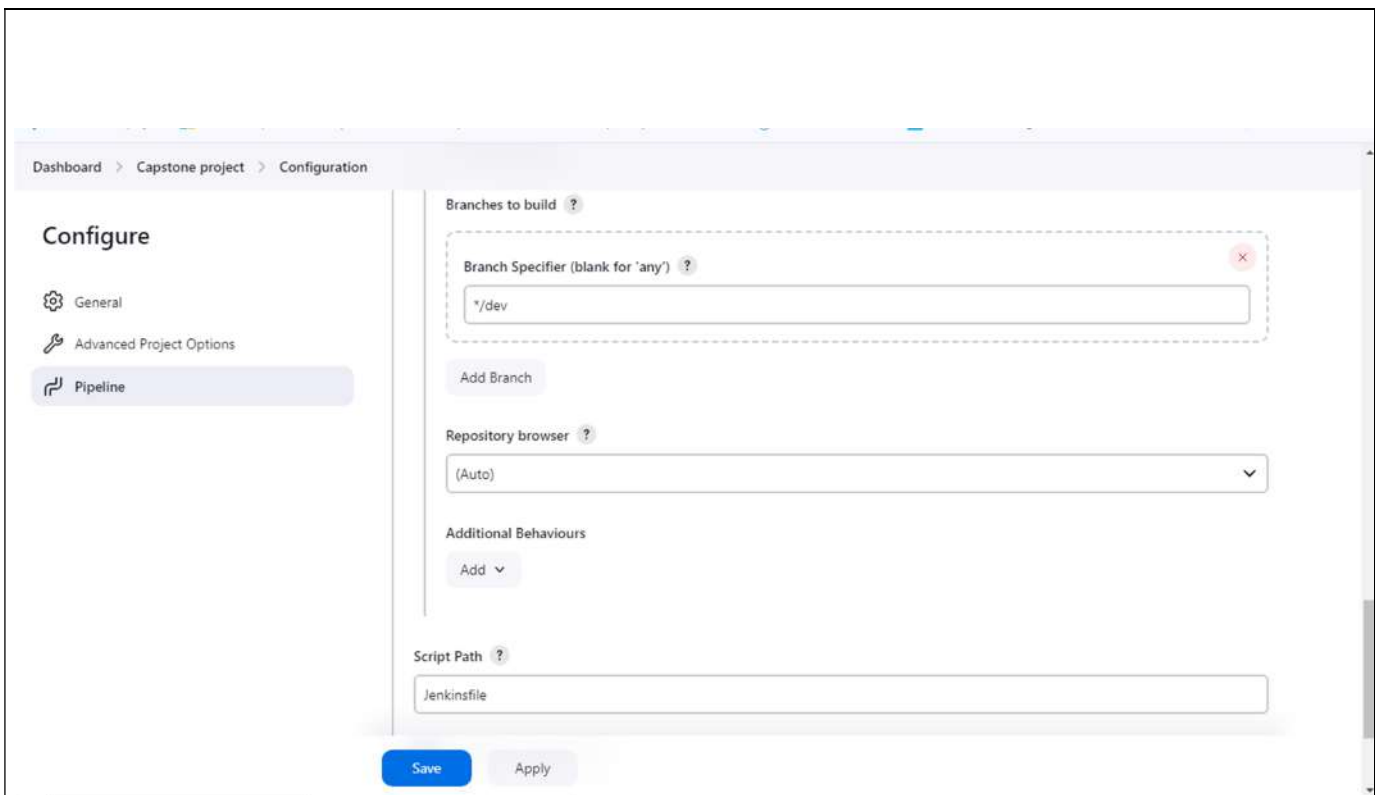 Dashboard > Capstone project > Configuration
Configure
General
Advanced Project Options
Pipeline
Branches to build ?
Branch Specifier (blank for 'any') ?
*/dev
Add Branch
Repository browser ?
(Auto)
Additional Behaviours
Add
Script Path ?
Jenkinsfile
Save
Apply